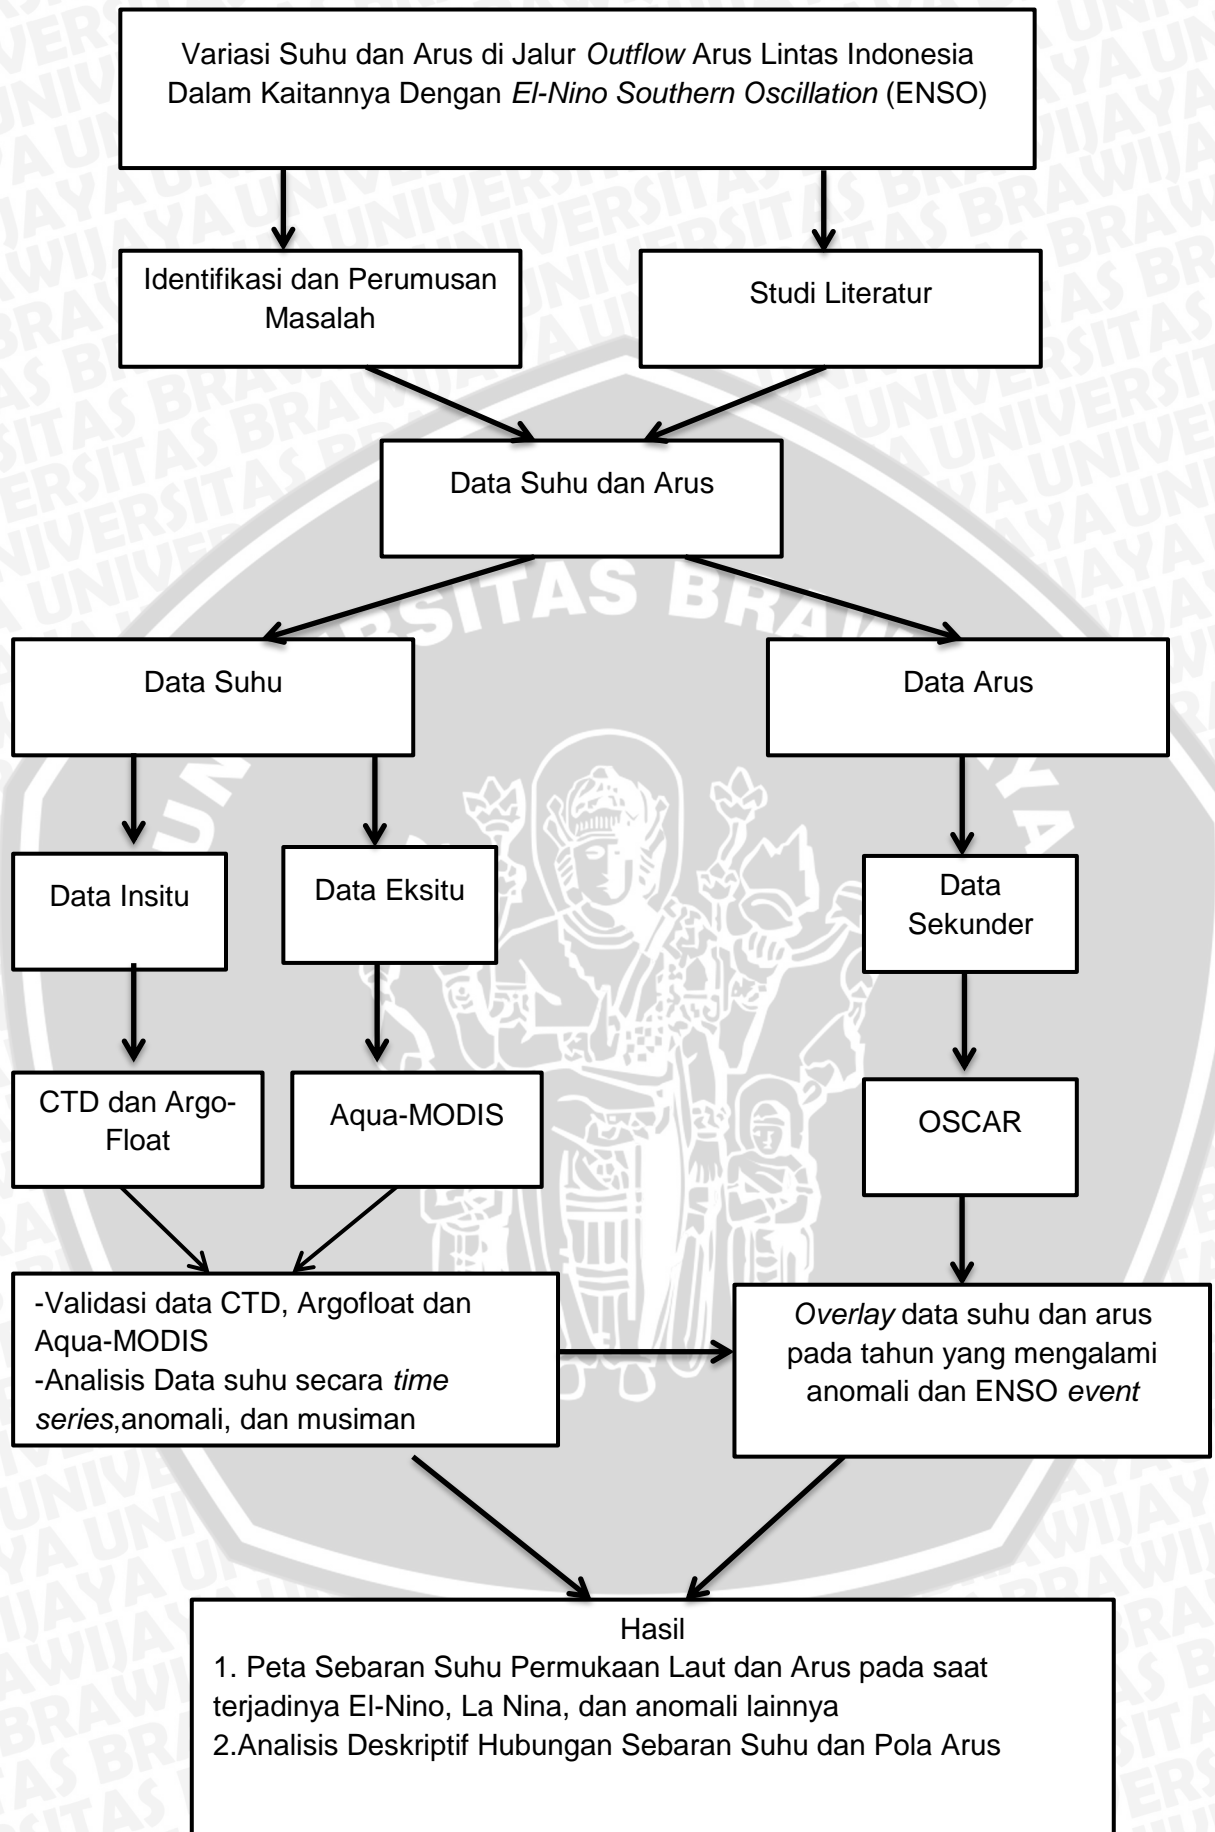 Variasi Suhu dan Arus di Jalur Outflow Arus Lintas Indonesia
Dalam Kaitannya Dengan El-Nino Southern Oscillation (ENSO)
Identifikasi dan Perumusan
Masalah
Studi Literatur
Data Suhu dan Arus
Data Suhu
Data Arus
Data Insitu
Data Eksitu
Data
Sekunder
CTD dan Argo-
Float
Aqua-MODIS
OSCAR
-Validasi data CTD, Argofloat dan
Aqua-MODIS
-Analisis Data suhu secara time
series,anomali, dan musiman
Overlay data suhu dan arus
pada tahun yang mengalami
anomali dan ENSO event
Hasil
1. Peta Sebaran Suhu Permukaan Laut dan Arus pada saat
terjadinya El-Nino, La Nina, dan anomali lainnya
2.Analisis Deskriptif Hubungan Sebaran Suhu dan Pola Arus